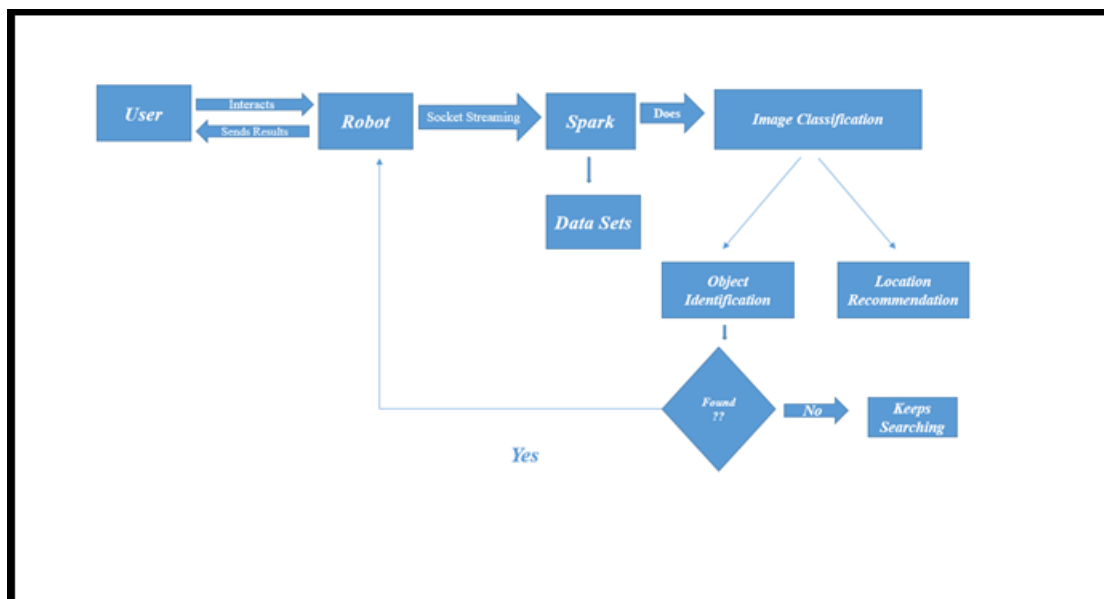 User
Interacts
Sends Results
Robot
Socket Streaming
Spark
Does
Image Classification
Data Sets
Object
Identification
Location
Recommendation
Found
??
No
Keeps
Searching
Yes